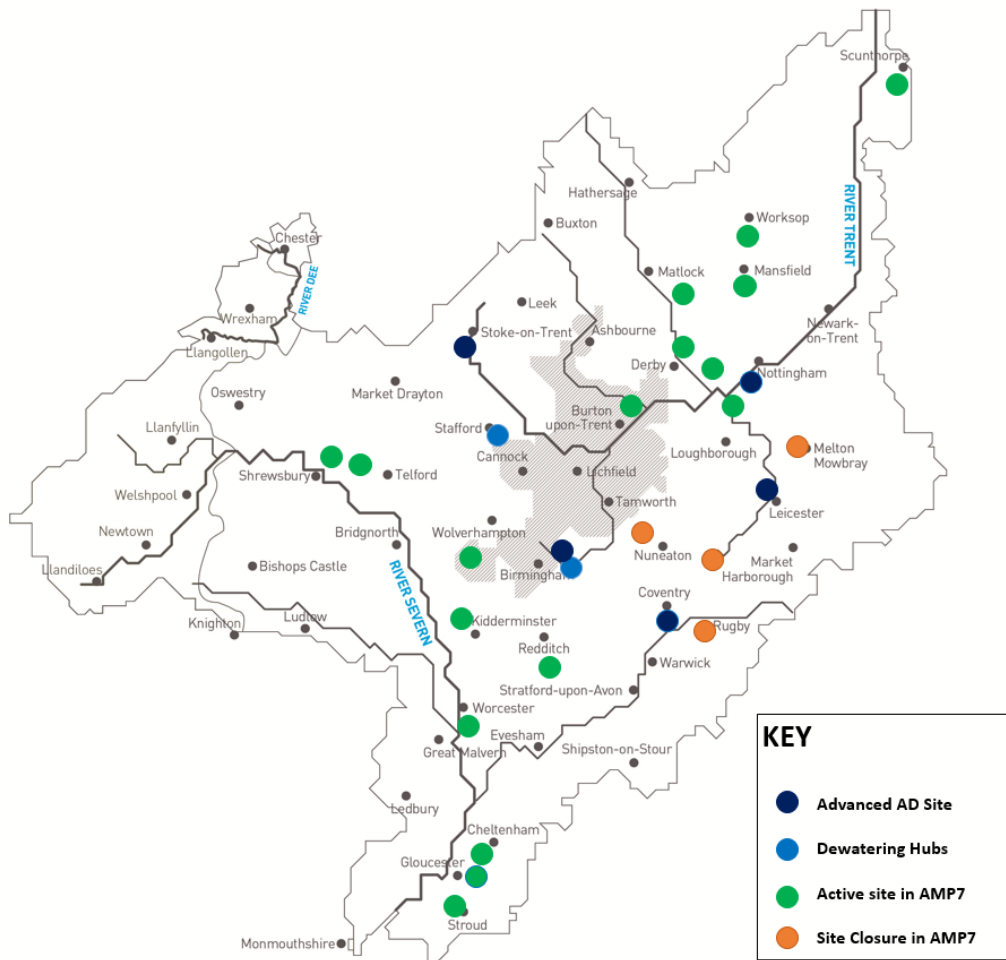 Scunthorpe
Hathersage
Buxton
Worksop
RIVER TRENT
Chester
RIVER DEE
Matlock
Mansfield
Wrexham
Leek
Newark-
on-Trent
Llangollen
Stoke-on-Trent
Ashbourne
Derby
Nottingham
Oswestry
Market Drayton
Llanfyllin
Stafford
Burton
upon-Trent
Loughborough
Melton
Mowbray
Cannock
Lichfield
Shrewsbury
Telford
Welshpool
Tamworth
Leicester
Newtown
Bridgnorth
Wolverhampton
Nuneaton
Market
Harborough
Llandiloes
Bishops Castle
Birmingham
RIVER SEVERN
Coventry
Knighton
Ludlow
Kidderminster
Redditch
Rugby
Warwick
Stratford-upon-Avon
Worcester
Great Malvern
Evesham
Shipston-on-Stour
Ledbury
Cheltenham
Gloucester
Stroud
Monmouthshire
KEY
Advanced AD Site
Dewatering Hubs
Active site in AMP7
Site Closure in AMP7